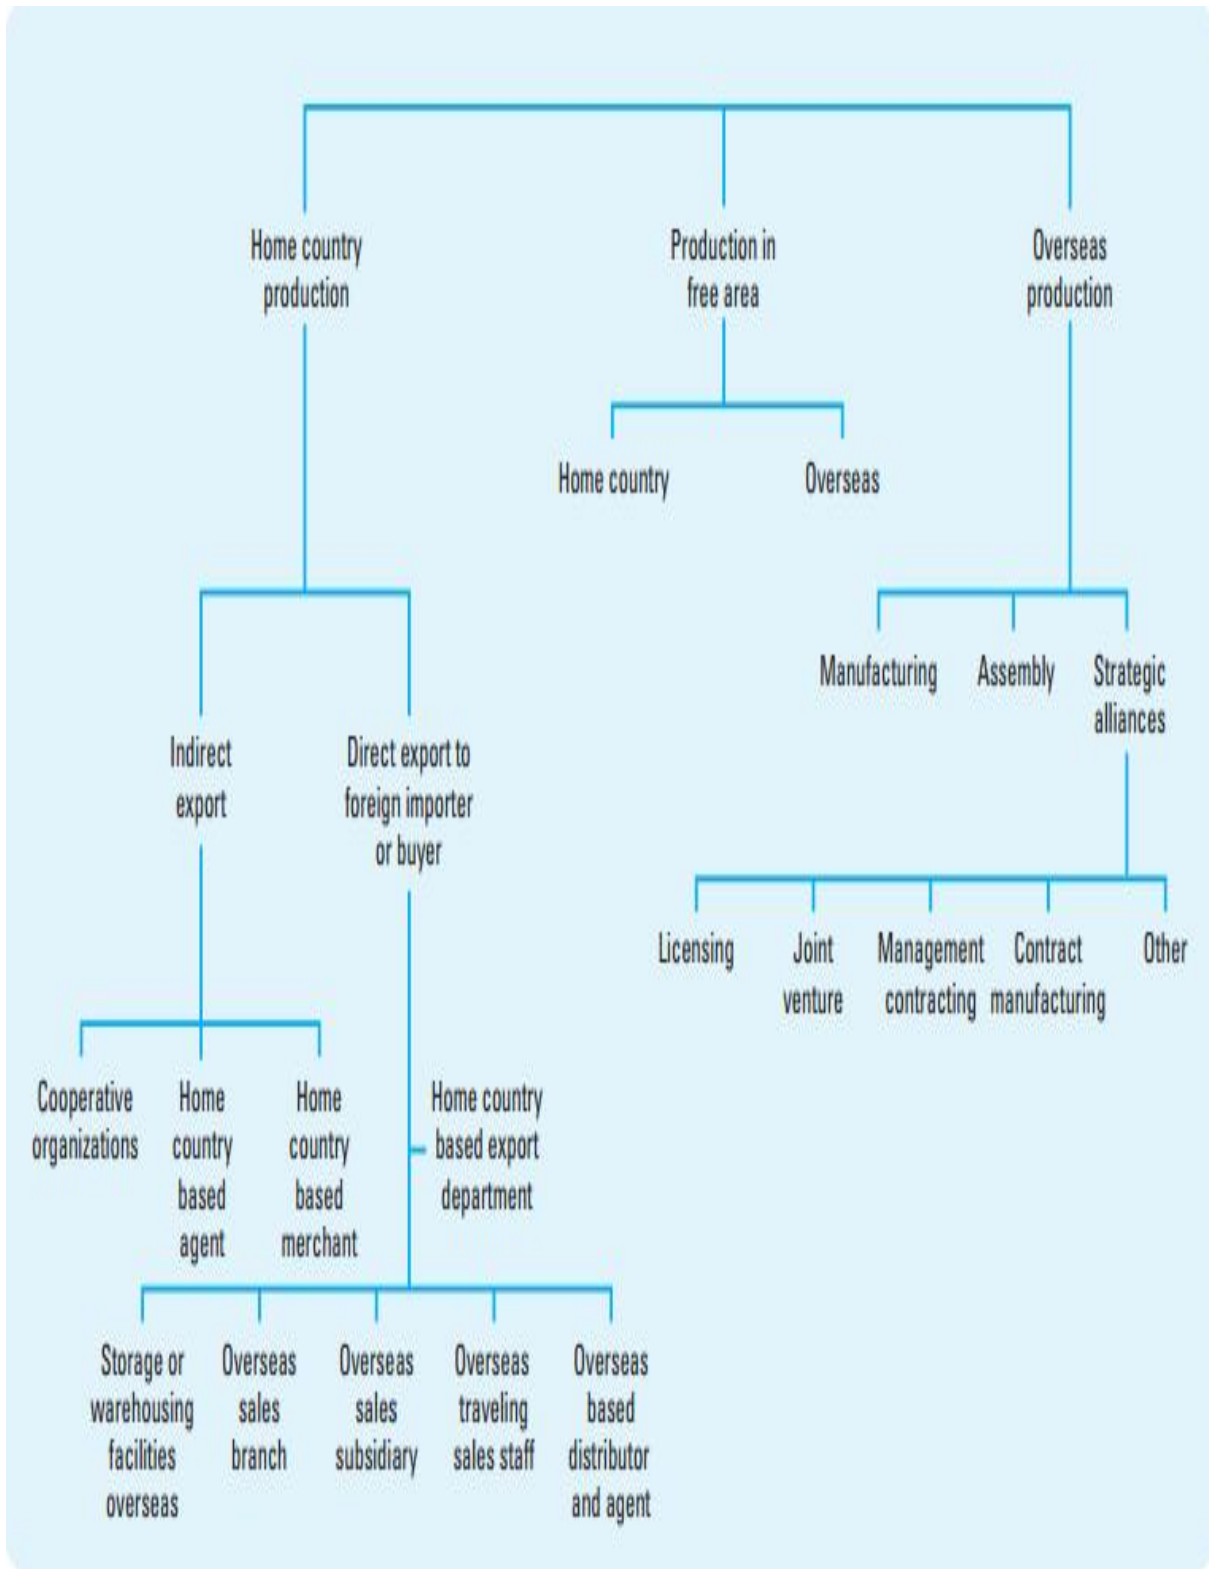 Home country
production
Production in
free area
Overseas
production
Home country
Overseas
Manufacturing
Assembly
Strategic
alliances
Indirect
export
Direct export to
foreign importer
or buyer
Licensing
Joint
venture
Management
contracting
Contract
manufacturing
Other
Cooperative
organizations
Home
country
based
agent
Home
country
based
merchant
Home country
based export
department
Storage or
warehousing
facilities
overseas
Overseas
sales
branch
Overseas
sales
subsidiary
Overseas
traveling
sales staff
Overseas
based
distributor
and agent